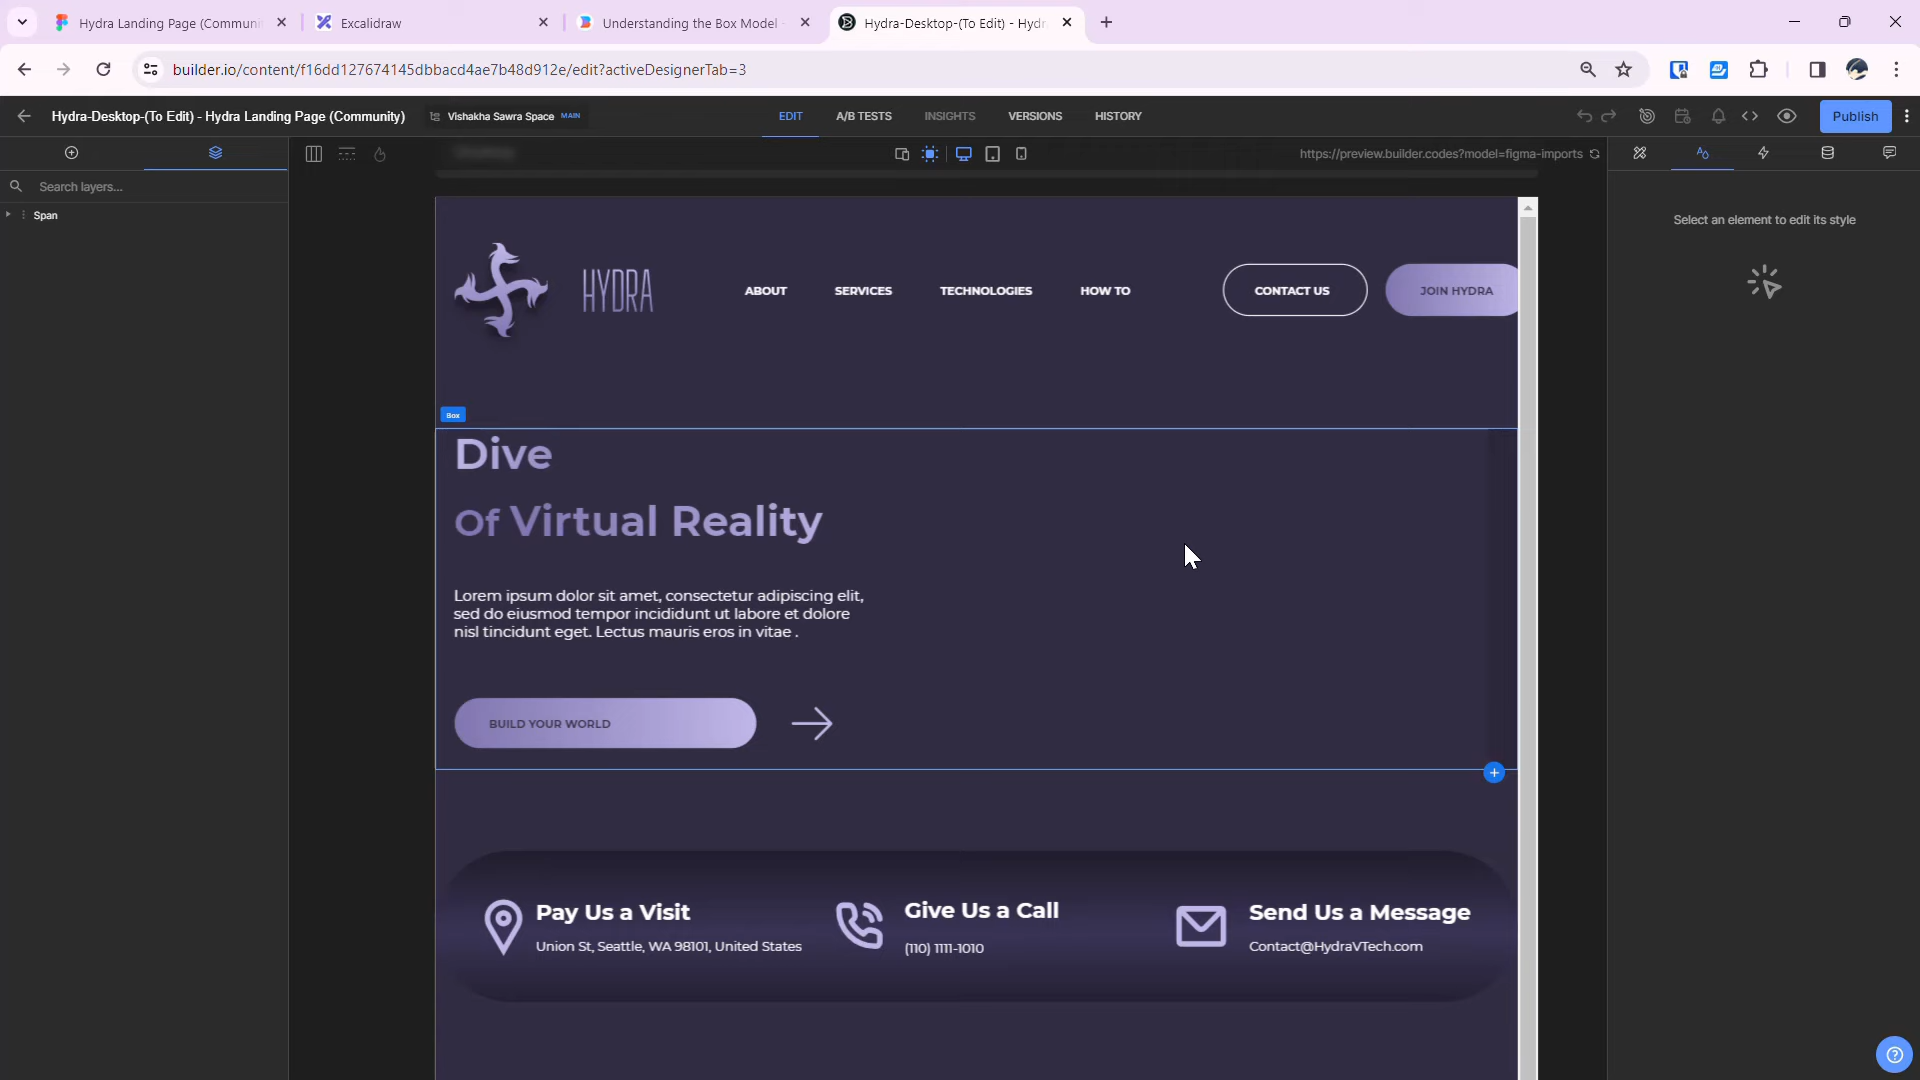 Hydra Landing Page (Communi
Excalidraw
Understanding the Box Model -
Hydra-Desktop-(To Edit) - Hydr
builder.io/content/f16dd127674145dbbacd4ae7b48d912e/edit?activeDesignerTab=3
Hydra-Desktop-(To Edit) - Hydra Landing Page (Community)
Vishakha Sawra Space MAIN
EDIT
A/B TESTS
INSIGHTS
VERSIONS
HISTORY
Publish
https://preview.builder.codes?model=figma-imports
Search layers...
Span
Select an element to edit its style
HYDRA
ABOUT
SERVICES
TECHNOLOGIES
HOW TO
CONTACT US
JOIN HYDRA
Box
Dive
Of Virtual Reality
Lorem ipsum dolor sit amet, consectetur adipiscing elit,
sed do eiusmod tempor incididunt ut labore et dolore
nisl tincidunt eget. Lectus mauris eros in vitae .
BUILD YOUR WORLD
Pay Us a Visit
Union St, Seattle, WA 98101, United States
Give Us a Call
(110) 1111-1010
Send Us a Message
Contact@HydraVTech.com